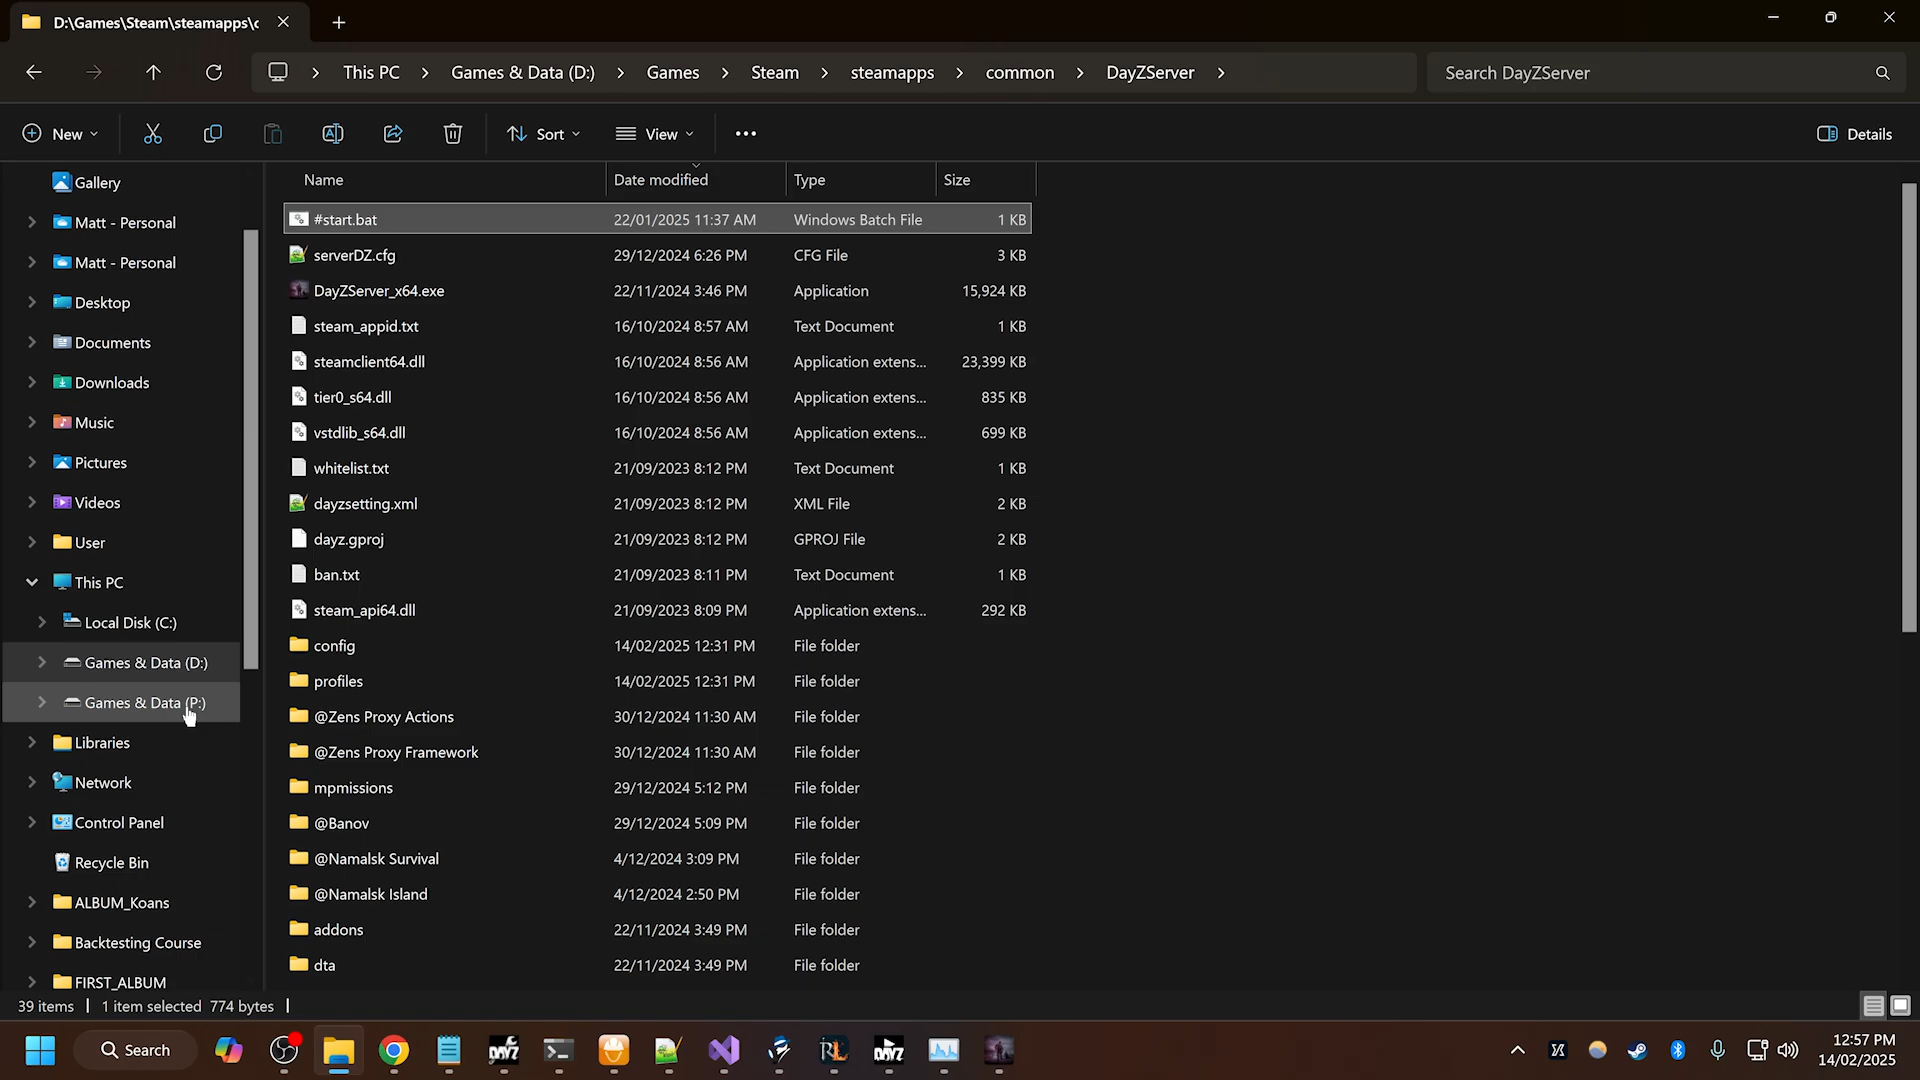 D:\Games\Steam\steamapps\c
This PC > Games & Data (D:) > Games > Steam > steamapps > common > DayZServer >
Search DayZServer
New
Sort
View
Details
Gallery
Matt - Personal
Matt - Personal
Desktop
Documents
Downloads
Music
Pictures
Videos
User
This PC
Local Disk (C:)
Games & Data (D:)
Games & Data (P:)
Libraries
Network
Control Panel
Recycle Bin
ALBUM_Koans
Backtesting Course
FIRST_ALBUM
Name Date modified Type Size
#start.bat 22/01/2025 11:37 AM Windows Batch File 1 KB
serverDZ.cfg 29/12/2024 6:26 PM CFG File 3 KB
DayZServer_x64.exe 22/11/2024 3:46 PM Application 15,924 KB
steam_appid.txt 16/10/2024 8:57 AM Text Document 1 KB
steamclient64.dll 16/10/2024 8:56 AM Application extens... 23,399 KB
tier0_s64.dll 16/10/2024 8:56 AM Application extens... 835 KB
vstdlib_s64.dll 16/10/2024 8:56 AM Application extens... 699 KB
whitelist.txt 21/09/2023 8:12 PM Text Document 1 KB
dayzsetting.xml 21/09/2023 8:12 PM XML File 2 KB
dayz.gproj 21/09/2023 8:12 PM GPROJ File 2 KB
ban.txt 21/09/2023 8:11 PM Text Document 1 KB
steam_api64.dll 21/09/2023 8:09 PM Application extens... 292 KB
config 14/02/2025 12:31 PM File folder
profiles 14/02/2025 12:31 PM File folder
@Zens Proxy Actions 30/12/2024 11:30 AM File folder
@Zens Proxy Framework 30/12/2024 11:30 AM File folder
mpmissions 29/12/2024 5:12 PM File folder
@Banov 29/12/2024 5:09 PM File folder
@Namalsk Survival 4/12/2024 3:09 PM File folder
@Namalsk Island 4/12/2024 2:50 PM File folder
addons 22/11/2024 3:49 PM File folder
dta 22/11/2024 3:49 PM File folder
39 items 1 item selected 774 bytes
Search
DAYZ
RL
DAYZ
12:57 PM
14/02/2025